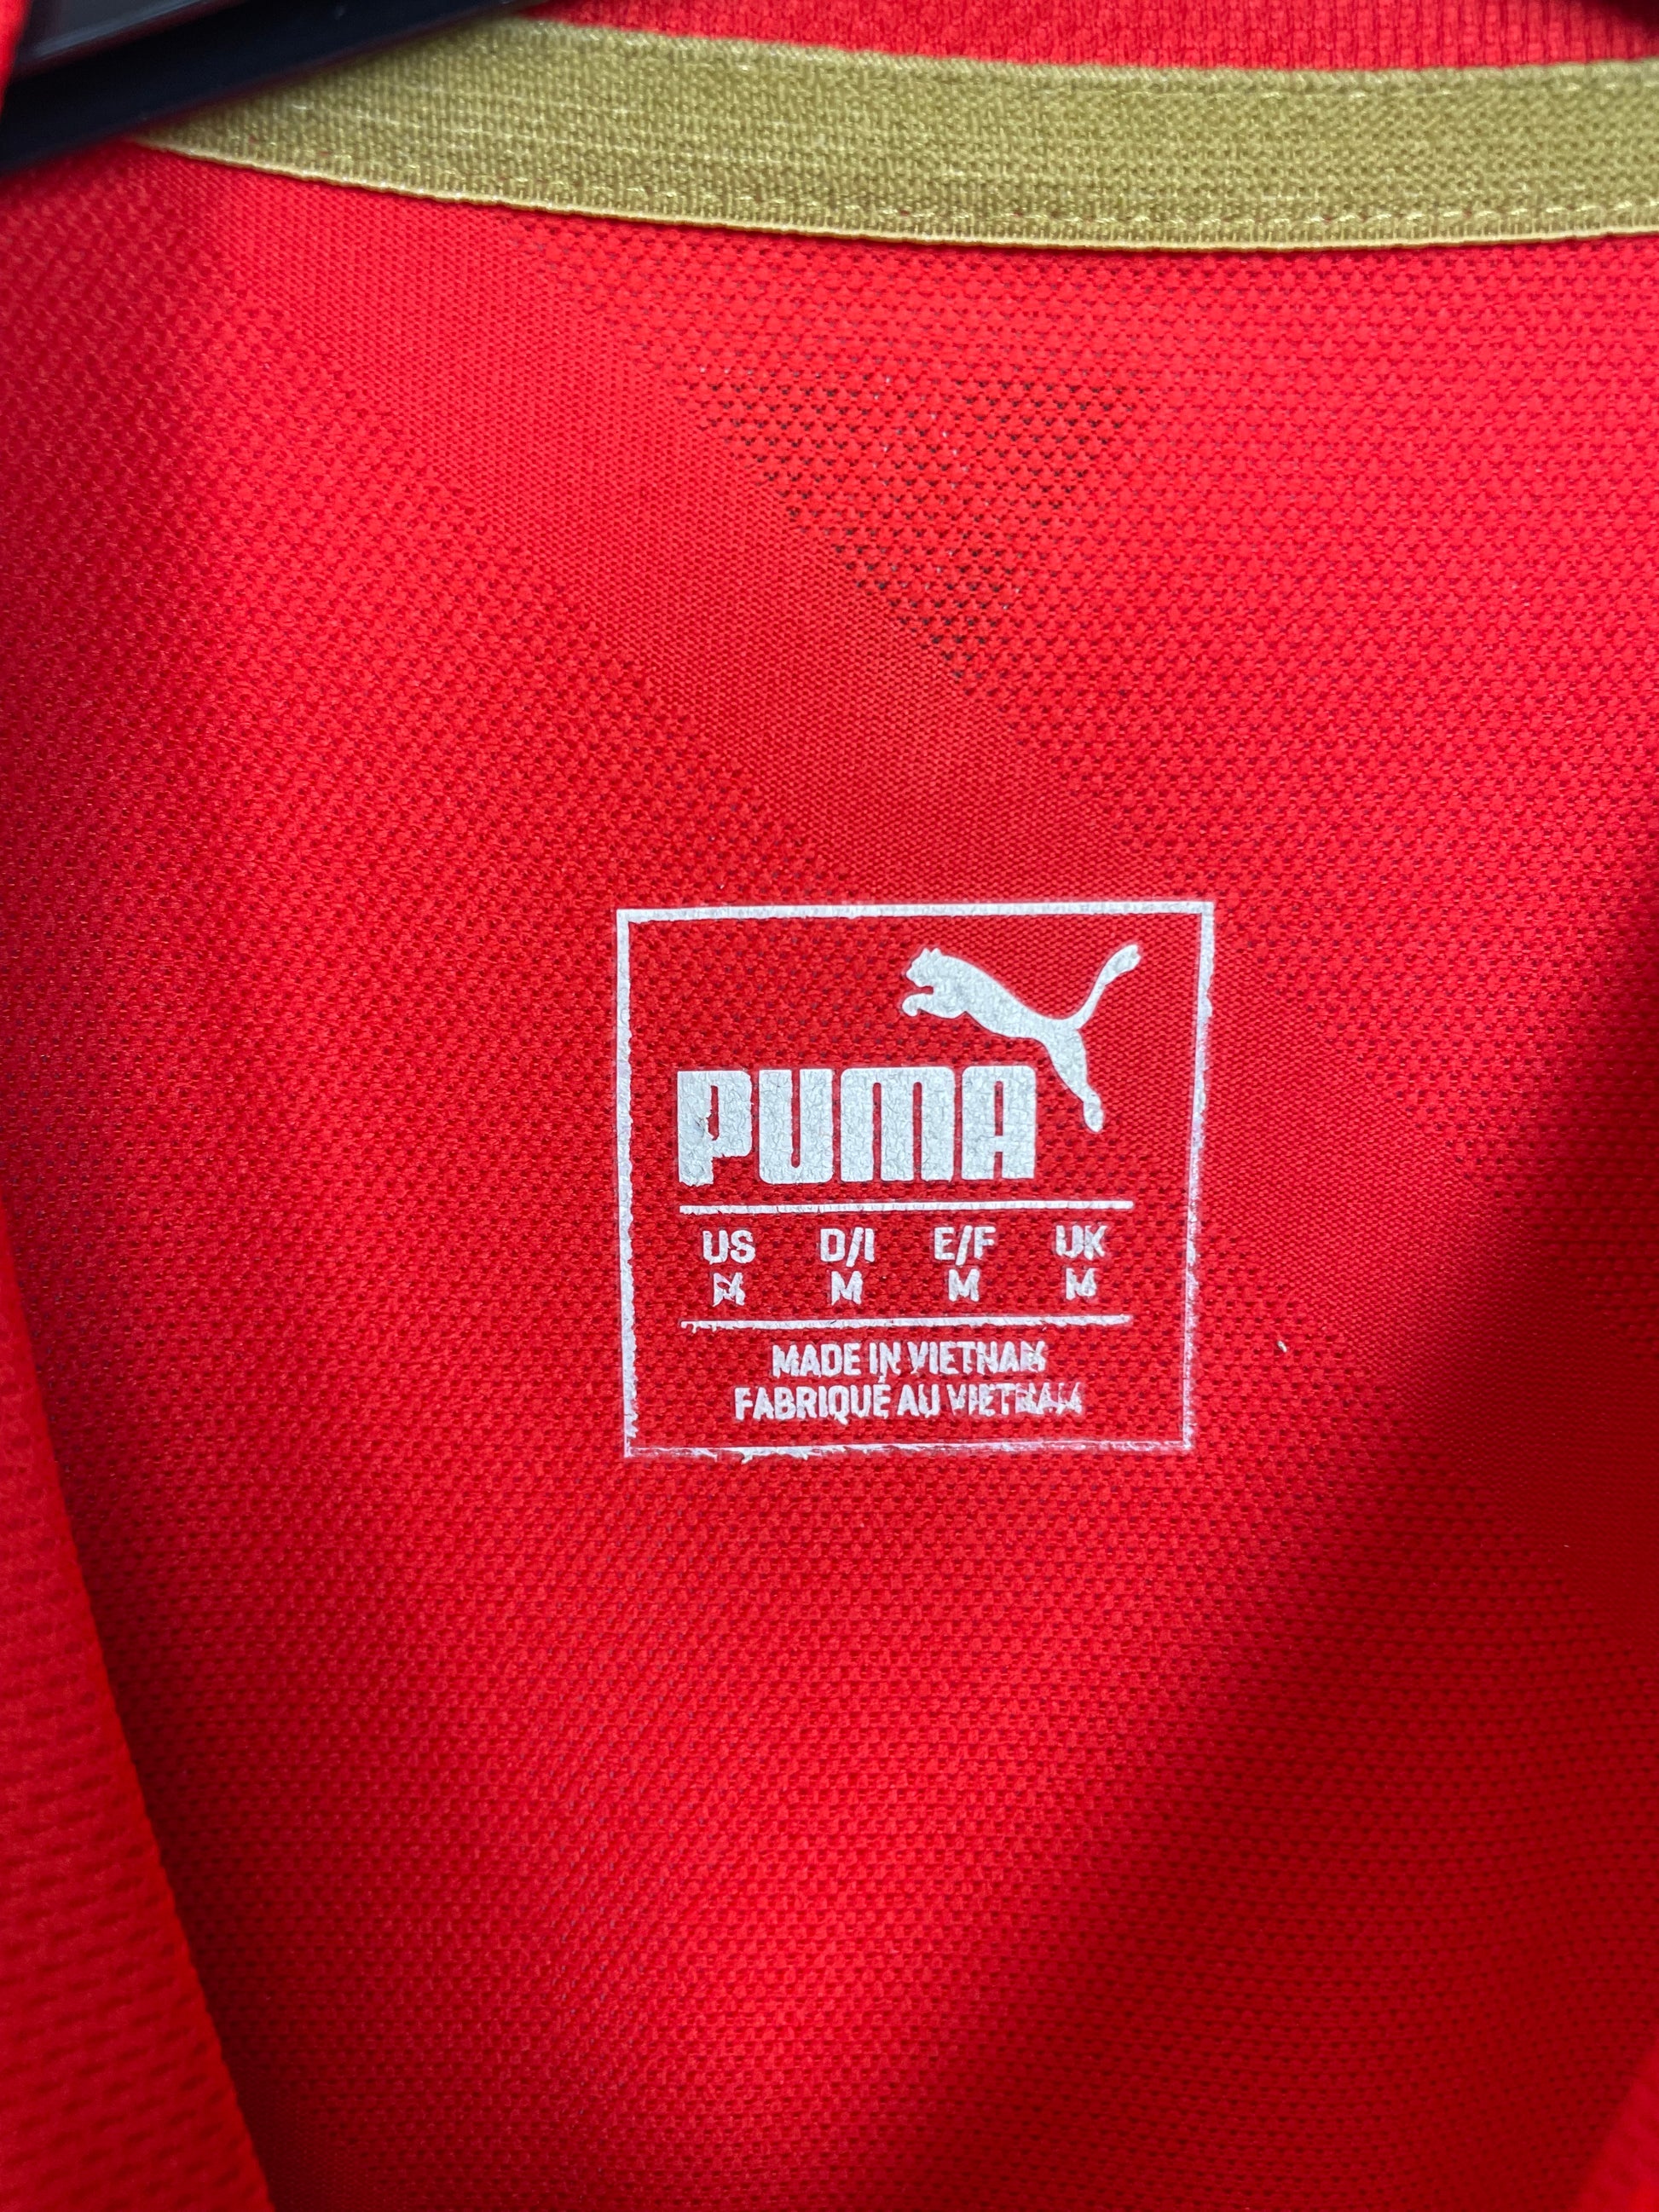 PUMA
US D/I E/F UK
M M M M
MADE IN VIETNAM
FABRIQUÉ AU VIETNAM